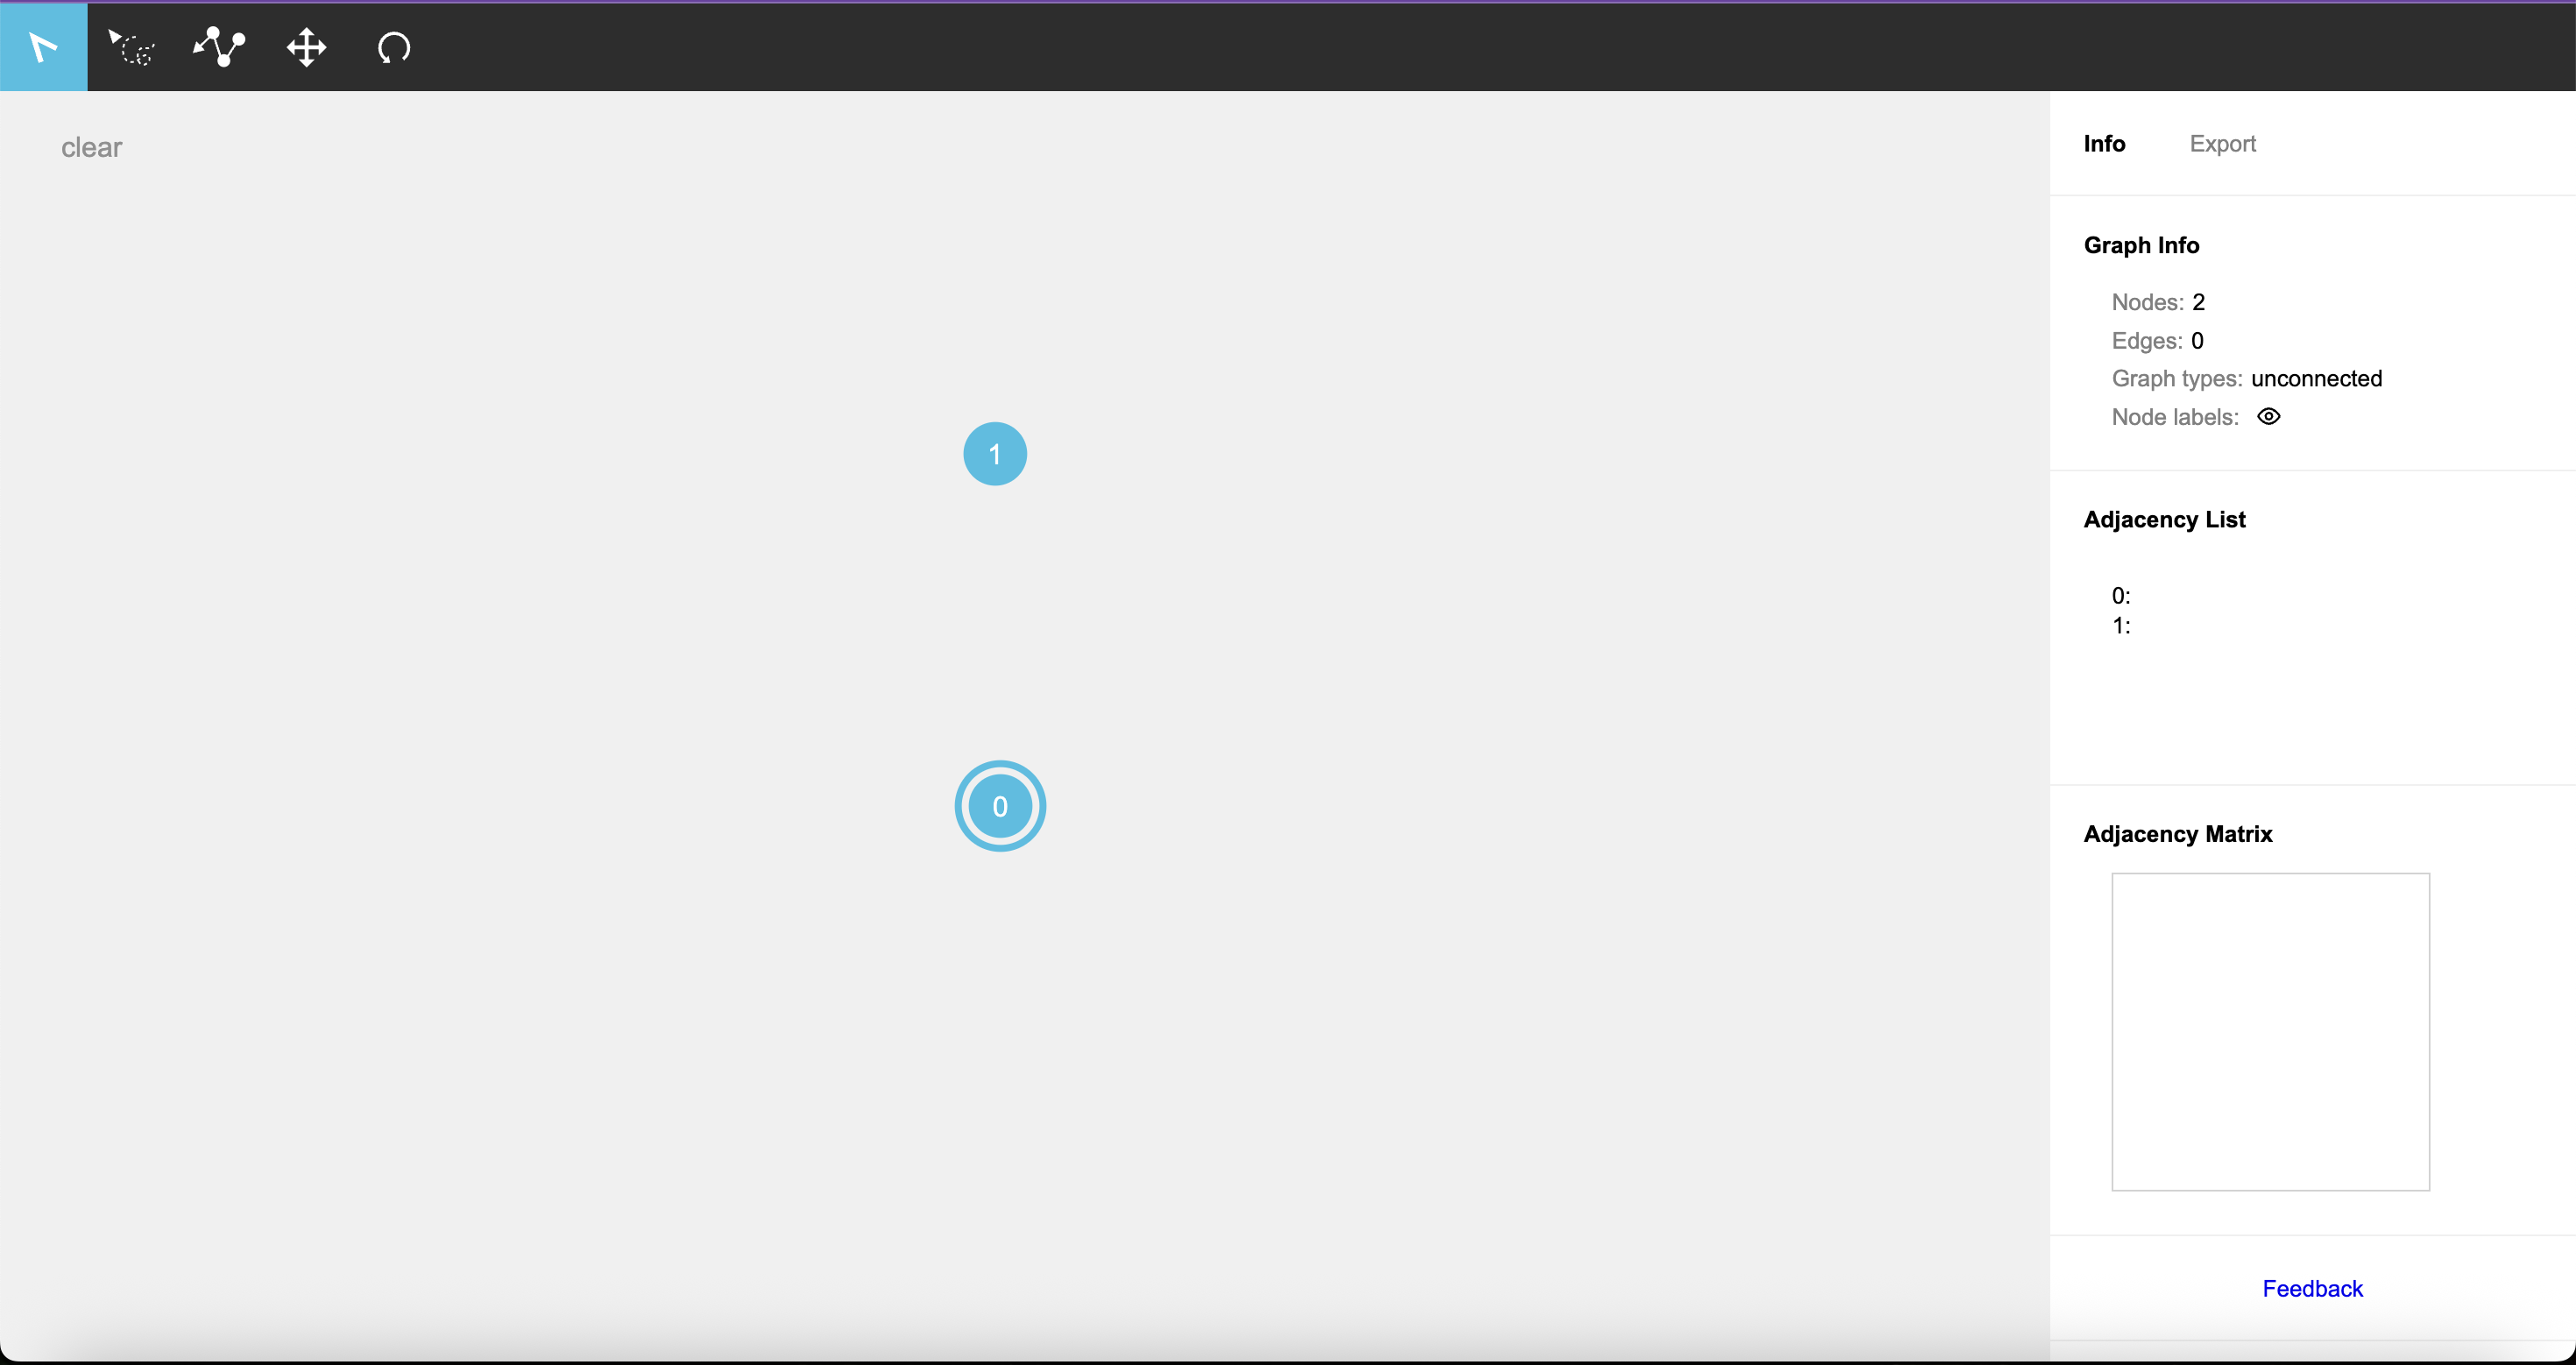 clear
Info Export
Graph Info
Nodes: 2
Edges: 0
Graph types: unconnected
Node labels:
1
Adjacency List
0:
1:
0
Adjacency Matrix
Feedback